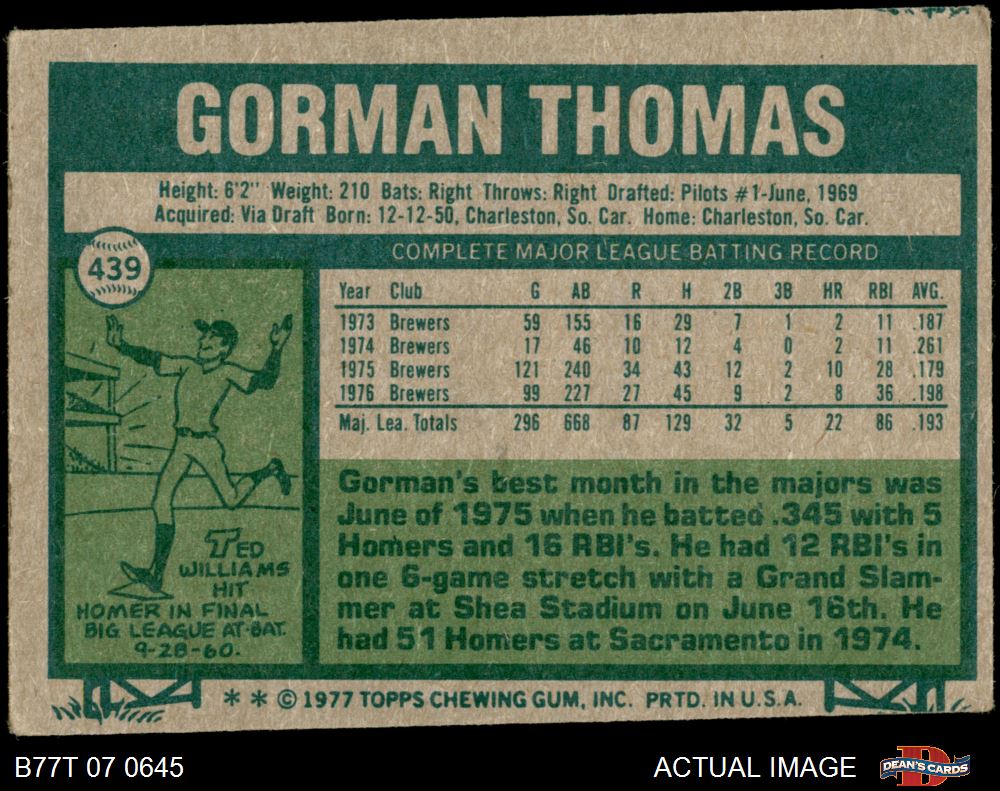 GORMAN THOMAS
Height: 6'2" Weight: 210 Bats: Right Throws: Right Drafted: Pilots #1-June, 1969
Acquired: Via Draft Born: 12-12-50, Charleston, So. Car. Home: Charleston, So. Car.
439
COMPLETE MAJOR LEAGUE BATTING RECORD
Year Club G AB R H 2B 3B HR RBI AVG.
1973 Brewers 59 155 16 29 7 1 2 11 .187
1974 Brewers 17 46 10 12 4 0 2 11 .261
1975 Brewers 121 240 34 43 12 2 10 28 .179
1976 Brewers 99 227 27 45 9 2 8 36 .198
Maj. Lea. Totals 296 668 87 129 32 5 22 86 .193
TED
WILLIAMS
HIT
HOMER IN FINAL
BIG LEAGUE AT-BAT.
9-28-60.
Gorman's best month in the majors was
June of 1975 when he batted .345 with 5
Homers and 16 RBI's. He had 12 RBI's in
one 6-game stretch with a Grand Slam-
mer at Shea Stadium on June 16th. He
had 51 Homers at Sacramento in 1974.
* * © 1977 TOPPS CHEWING GUM, INC. PRTD. IN U.S.A.
B77T 07 0645
ACTUAL IMAGE
DEAN'S CARDS